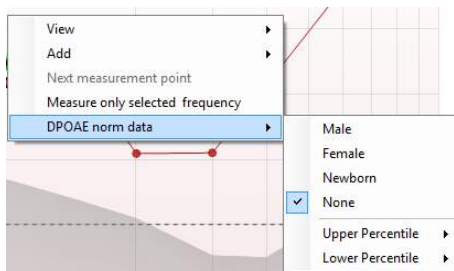 View
Add
Next measurement point
Measure only selected frequency
DPOAE norm data
Male
Female
Newborn
None
Upper Percentile
Lower Percentile